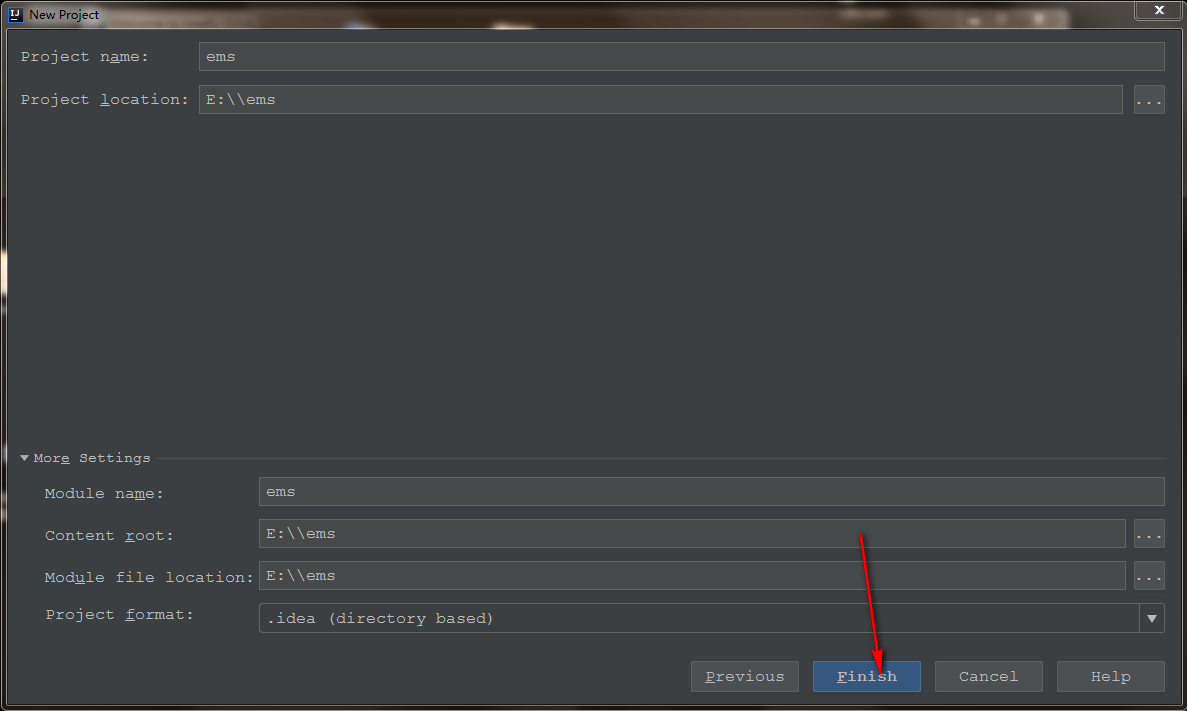 New Project
Project name: ems
Project location: E:\\ems ...
More Settings
Module name: ems
Content root: E:\\ems ...
Module file location: E:\\ems ...
Project format: .idea (directory based)
Previous Finish Cancel Help